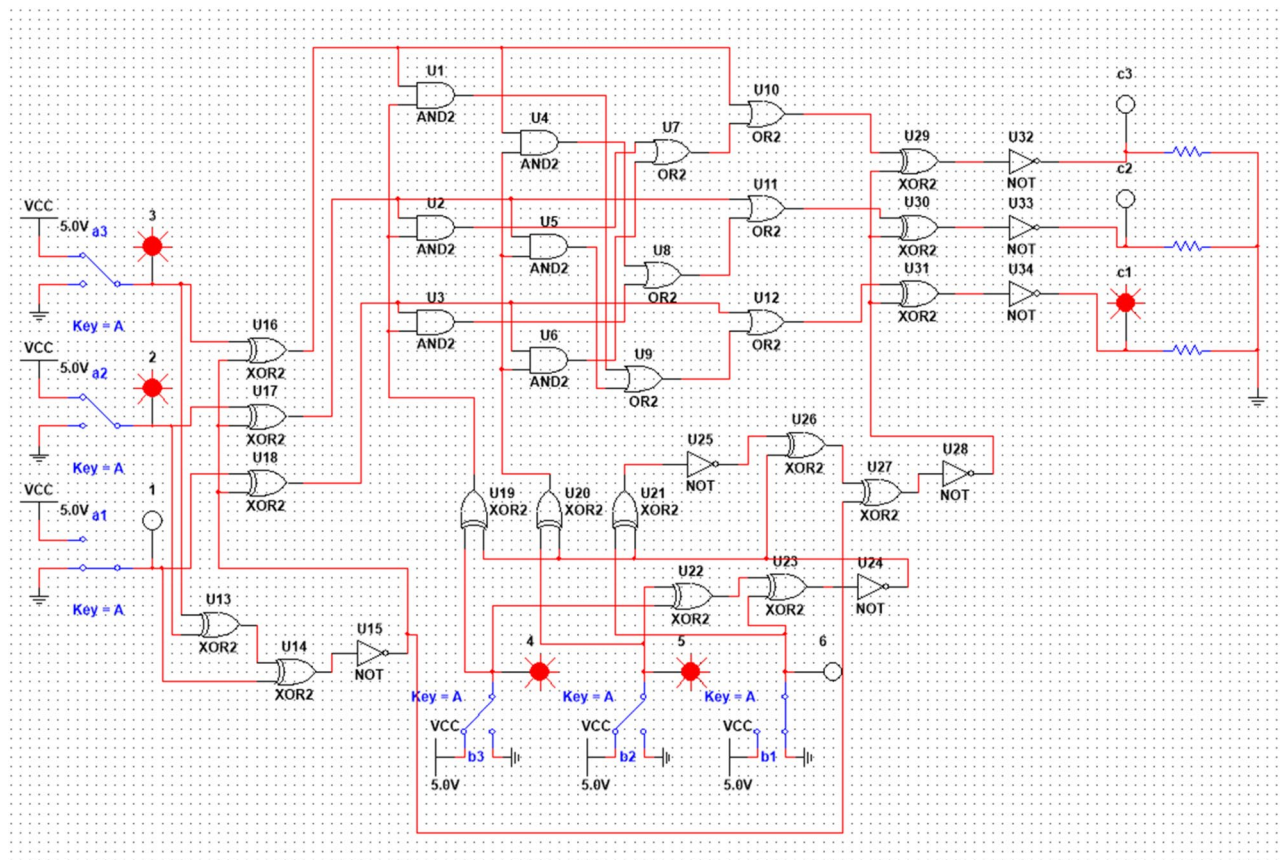 U1
AND2
U4
AND2
U7
OR2
U10
OR2
c3
U29
XOR2
U32
NOT
c2
U11
OR2
U30
XOR2
U33
NOT
VCC
5.0V
a3
3
Key = A
U2
AND2
U5
AND2
U8
OR2
U31
XOR2
U34
NOT
c1
U3
AND2
U6
AND2
U12
OR2
U9
OR2
U16
XOR2
VCC
5.0V
a2
2
Key = A
U17
XOR2
U18
XOR2
VCC
5.0V
a1
1
Key = A
U19
XOR2
U20
XOR2
U21
XOR2
U25
NOT
U26
XOR2
U27
XOR2
U28
NOT
U22
XOR2
U23
XOR2
U24
NOT
U13
XOR2
U14
XOR2
U15
NOT
4
5
6
Key = A
Key = A
Key = A
VCC
b3
5.0V
VCC
b2
5.0V
VCC
b1
5.0V